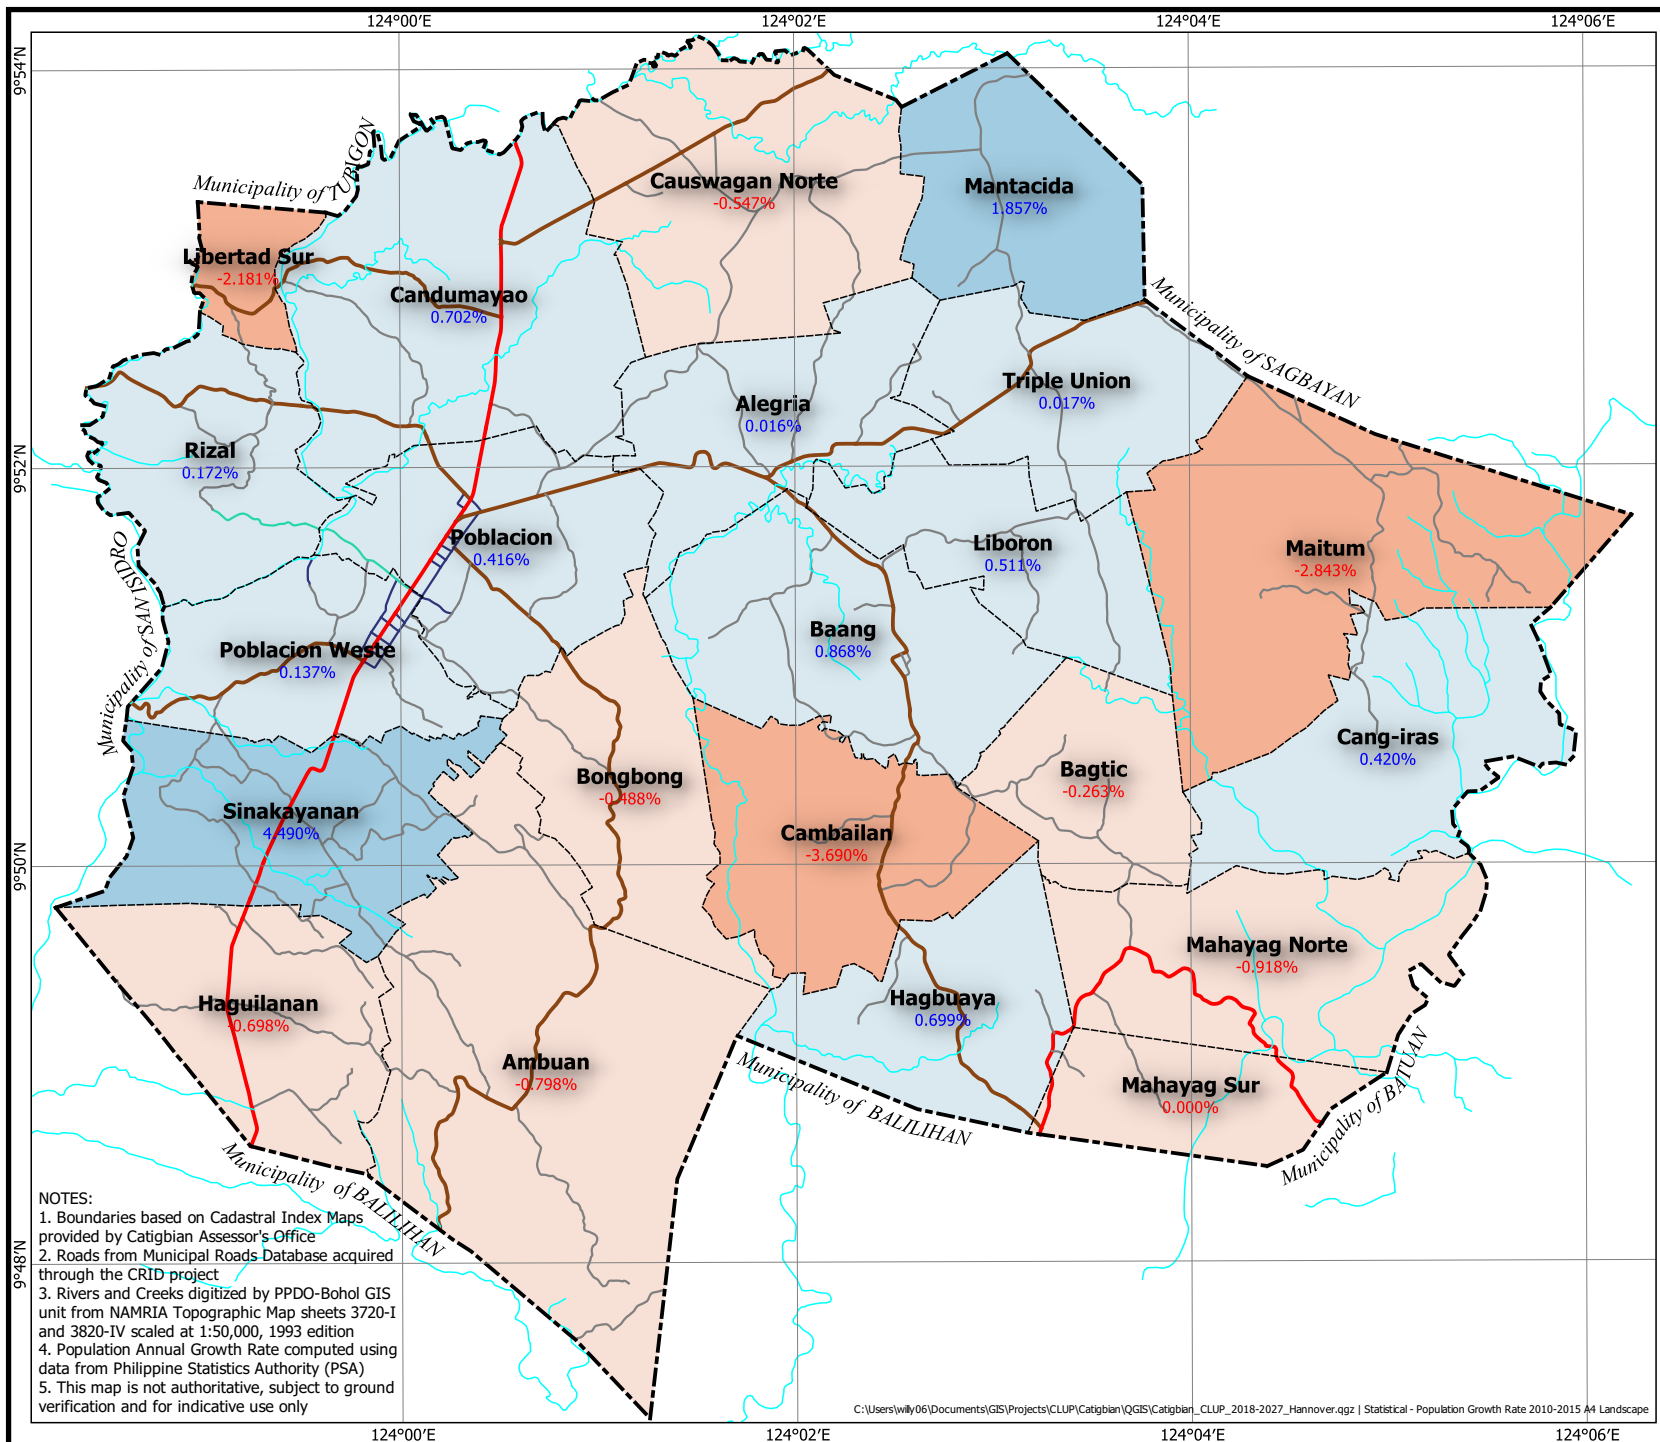 124°00′E
124°02′E
124°04′E
124°06′E
9°54′N
9°52′N
9°50′N
9°48′N
Municipality of TUBIGON
Causwagan Norte
-0.547%
Mantacida
1.857%
Libertad Sur
-2.181%
Candumayao
0.702%
Municipality of SAGBAYAN
Triple Union
0.017%
Alegria
0.016%
Rizal
0.172%
Poblacion
0.416%
Liboron
0.511%
Maitum
-2.843%
Municipality of SAN ISIDRO
Poblacion Weste
0.137%
Baang
0.868%
Cang-iras
0.420%
Bongbong
-0.488%
Bagtic
-0.263%
Sinakayanan
4.490%
Cambailan
-3.690%
Mahayag Norte
-0.918%
Haguilanan
-0.698%
Hagbuaya
0.699%
Ambuan
-0.798%
Mahayag Sur
0.000%
Municipality of BALILIHAN
Municipality of BATUAN
Municipality of BALILIHAN
NOTES:
1. Boundaries based on Cadastral Index Maps
provided by Catigbian Assessor's Office
2. Roads from Municipal Roads Database acquired
through the CRID project
3. Rivers and Creeks digitized by PPDO-Bohol GIS
unit from NAMRIA Topographic Map sheets 3720-I
and 3820-IV scaled at 1:50,000, 1993 edition
4. Population Annual Growth Rate computed using
data from Philippine Statistics Authority (PSA)
5. This map is not authoritative, subject to ground
verification and for indicative use only
C:\Users\willy06\Documents\GIS\Projects\CLUP\Catigbian\QGIS\Catigbian_CLUP_2018-2027_Hannover.qgz | Statistical - Population Growth Rate 2010-2015 A4 Landscape
124°00′E
124°02′E
124°04′E
124°06′E